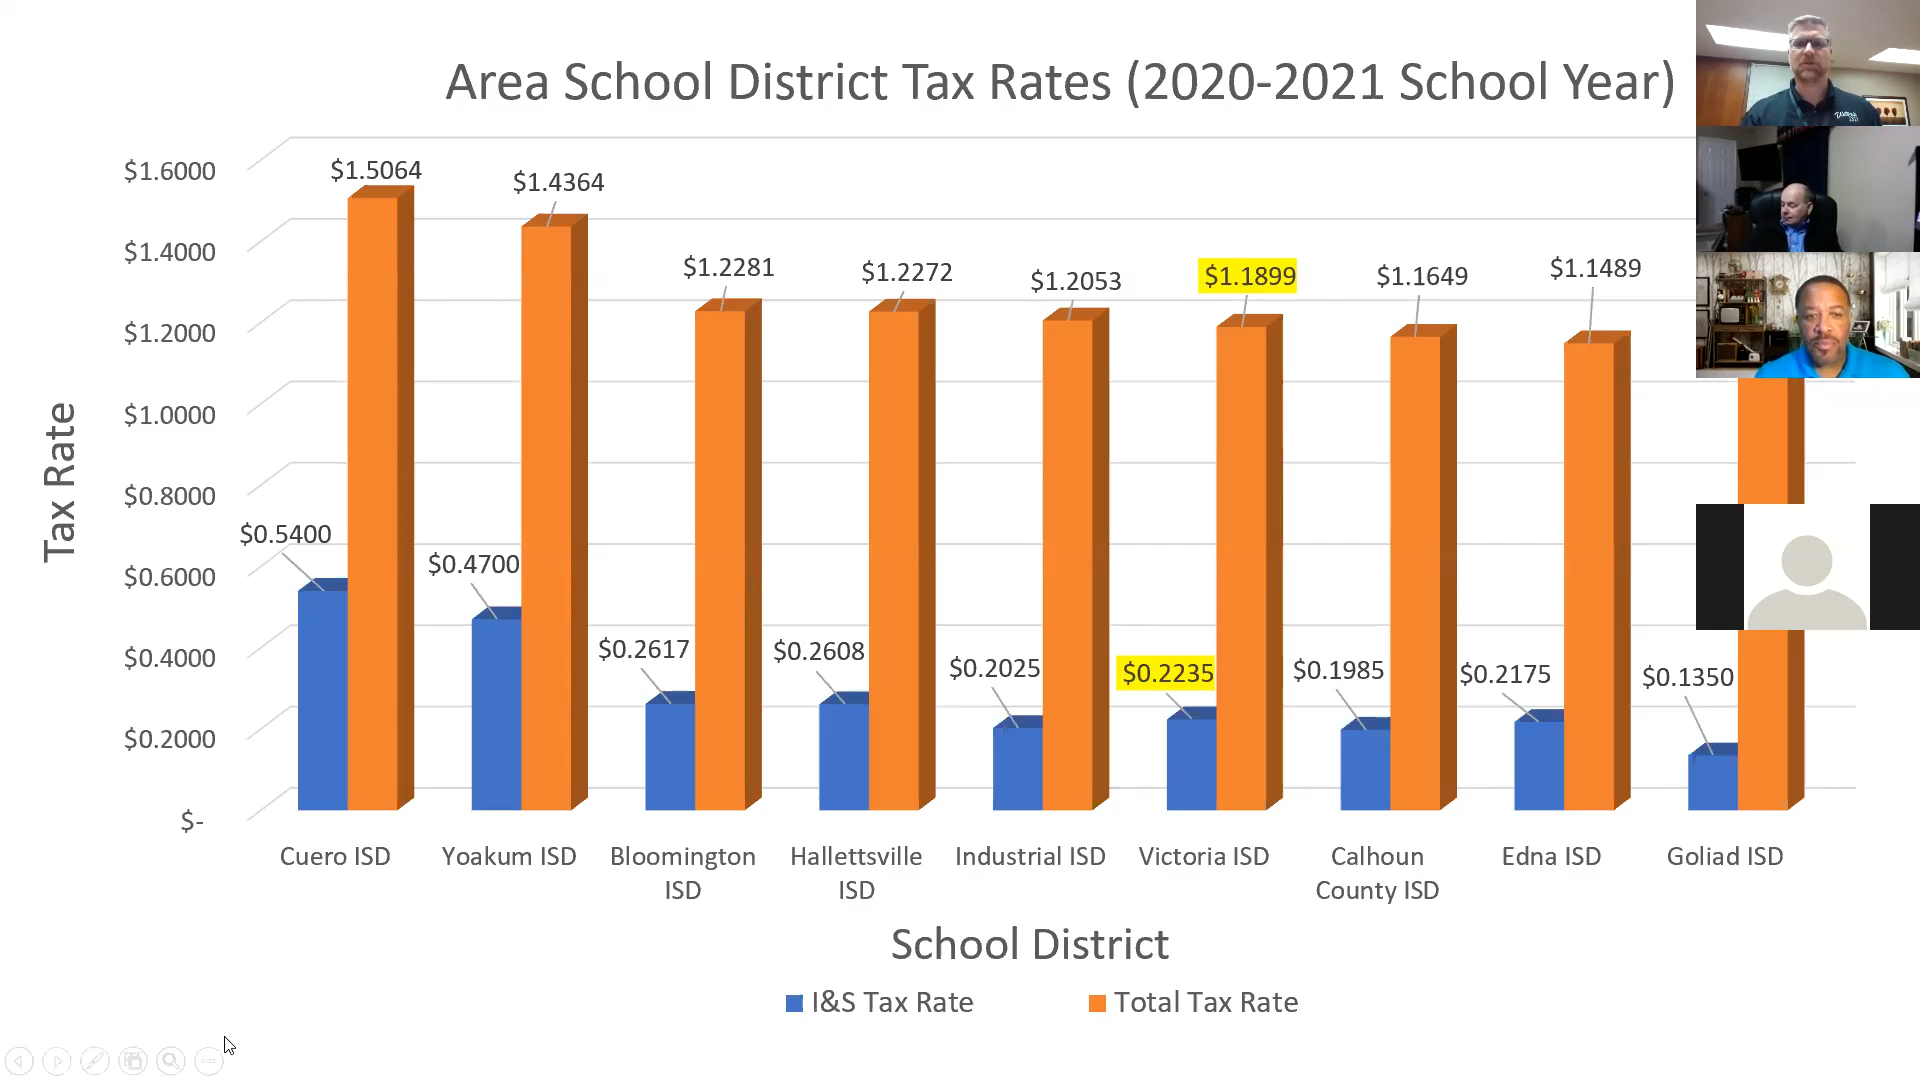 Area School District Tax Rates (2020-2021 School Year)
Tax Rate
$1.6000
$1.4000
$1.2000
$1.0000
$0.8000
$0.6000
$0.4000
$0.2000
$-
$1.5064
$1.4364
$1.2281
$1.2272
$1.2053
$1.1899
$1.1649
$1.1489
$0.5400
$0.4700
$0.2617
$0.2608
$0.2025
$0.2235
$0.1985
$0.2175
$0.1350
Cuero ISD
Yoakum ISD
Bloomington
ISD
Hallettsville
ISD
Industrial ISD
Victoria ISD
Calhoun
County ISD
Edna ISD
Goliad ISD
School District
I&S Tax Rate
Total Tax Rate